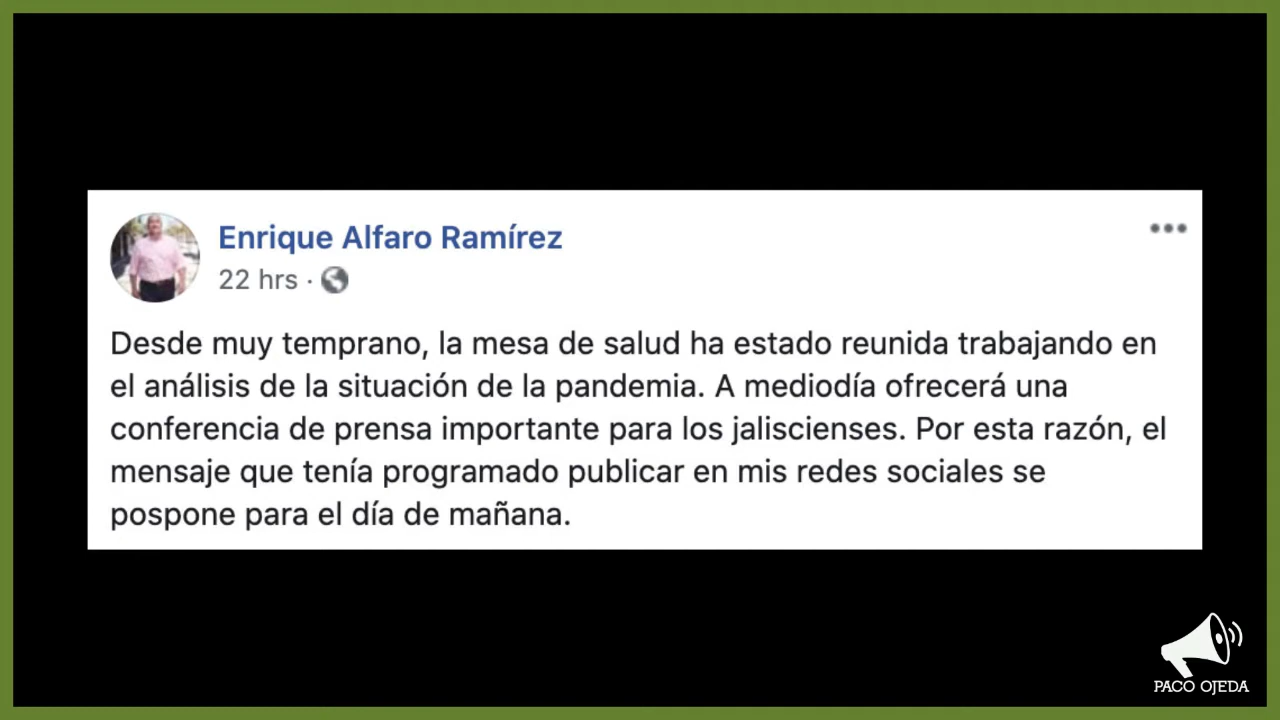 Enrique Alfaro Ramírez
22 hrs ·
Desde muy temprano, la mesa de salud ha estado reunida trabajando en
el análisis de la situación de la pandemia. A mediodía ofrecerá una
conferencia de prensa importante para los jaliscienses. Por esta razón, el
mensaje que tenía programado publicar en mis redes sociales se
pospone para el día de mañana.
PACO OJEDA